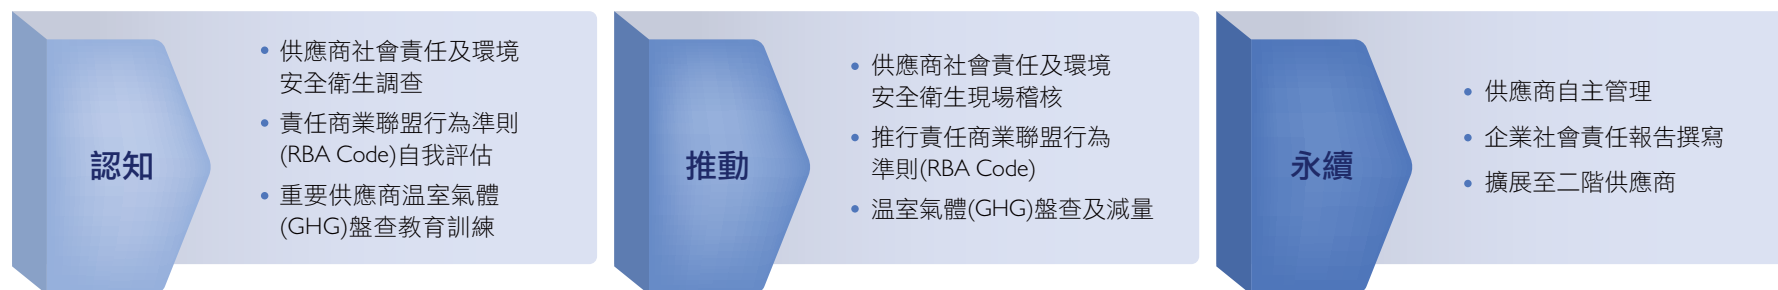 認知
• 供應商社會責任及環境
安全衛生調查
• 責任商業聯盟行為準則
(RBA Code)自我評估
• 重要供應商温室氣體
(GHG)盤查教育訓練
推動
• 供應商社會責任及環境
安全衛生現場稽核
• 推行責任商業聯盟行為
準則(RBA Code)
• 温室氣體(GHG)盤查及減量
永續
• 供應商自主管理
• 企業社會責任報告撰寫
• 擴展至二階供應商